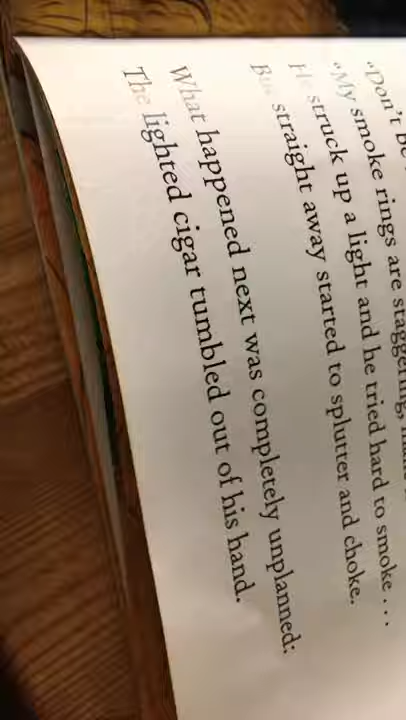 "Don't be
"My smoke rings are staggering,
He struck up a light and he tried hard to smoke . . .
But straight away started to splutter and choke.
What happened next was completely unplanned:
The lighted cigar tumbled out of his hand.